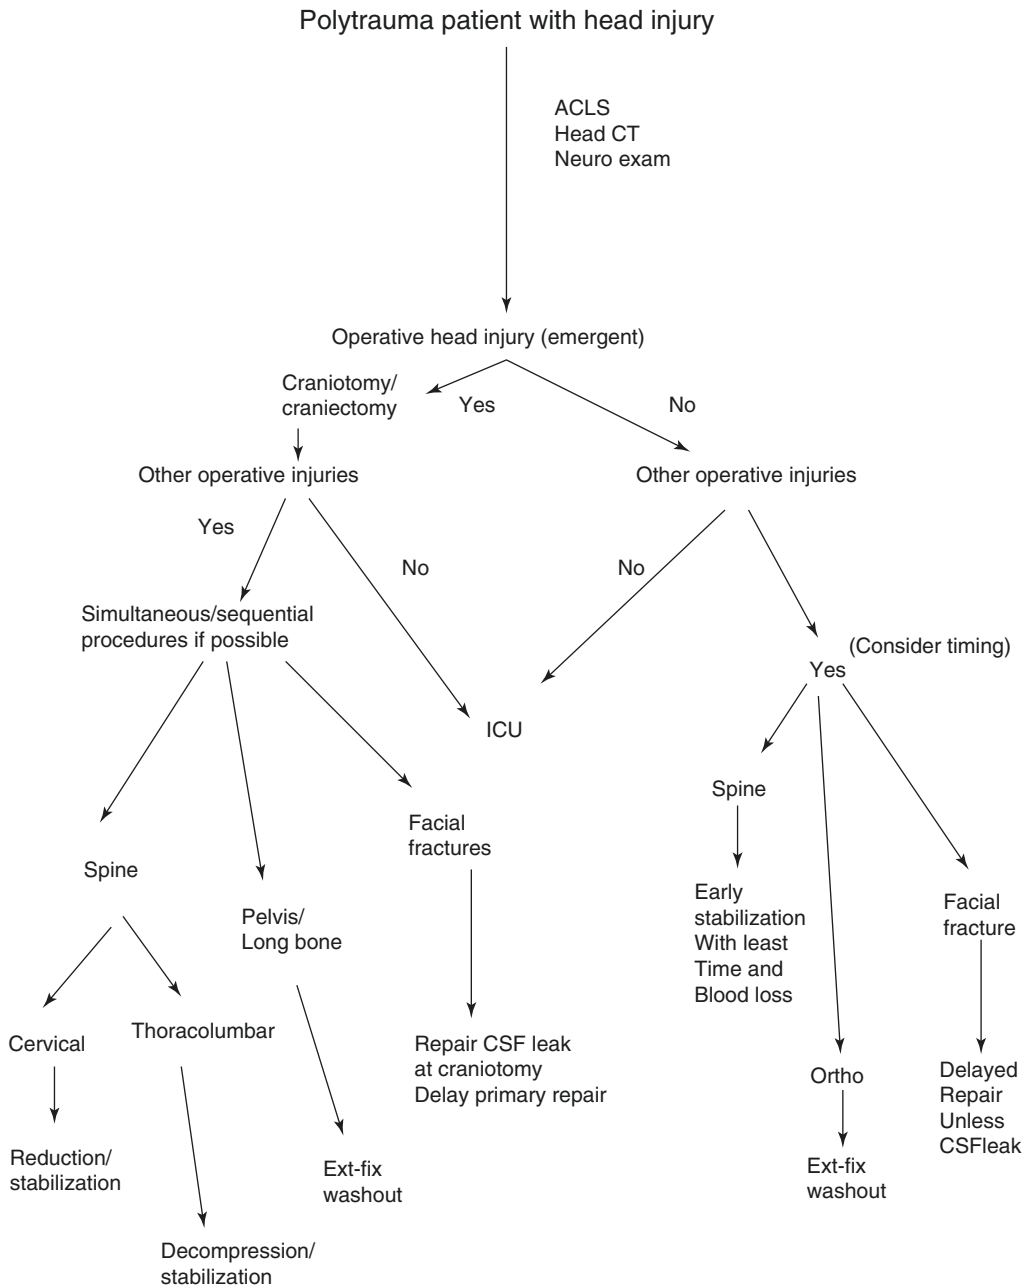 Polytrauma patient with head injury
ACLS
Head CT
Neuro exam
Operative head injury (emergent)
Craniotomy/
craniectomy
Yes
No
Other operative injuries
Other operative injuries
Yes
No
No
Simultaneous/sequential
procedures if possible
(Consider timing)
Yes
ICU
Spine
Facial
fractures
Spine
Pelvis/
Long bone
Early
stabilization
With least
Time and
Blood loss
Facial
fracture
Cervical
Thoracolumbar
Repair CSF leak
at craniotomy
Delay primary repair
Ortho
Delayed
Repair
Unless
CSFleak
Reduction/
stabilization
Ext-fix
washout
Ext-fix
washout
Decompression/
stabilization